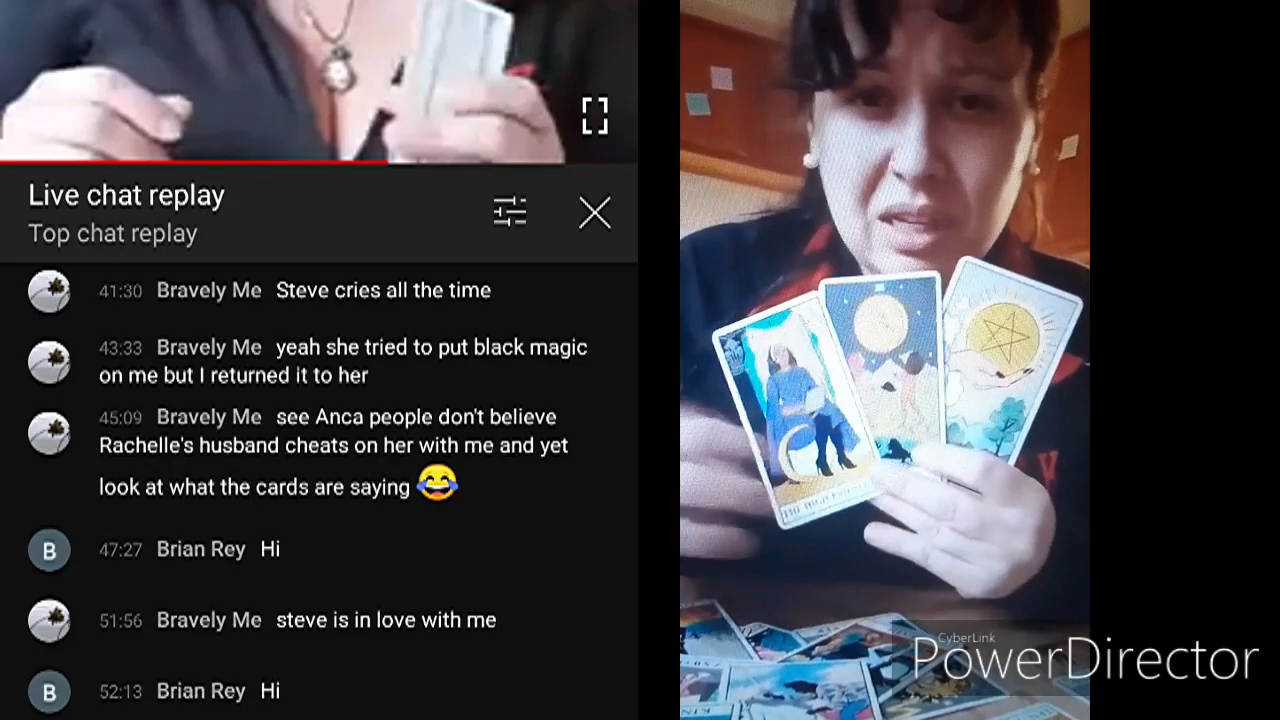 Live chat replay
Top chat replay
41:30 Bravely Me Steve cries all the time
43:33 Bravely Me yeah she tried to put black magic
on me but I returned it to her
45:09 Bravely Me see Anca people don't believe
Rachelle's husband cheats on her with me and yet
look at what the cards are saying 😂
B 47:27 Brian Rey Hi
51:56 Bravely Me steve is in love with me
B 52:13 Brian Rey Hi
THE HIGH
CyberLink
PowerDirector